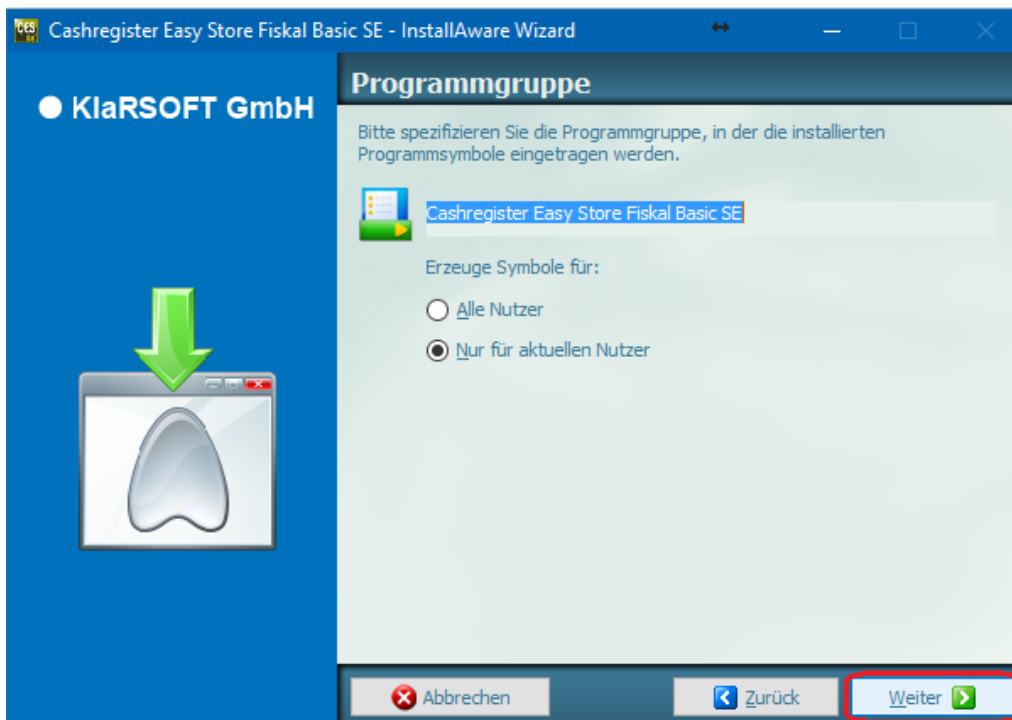 Cashregister Easy Store Fiskal Basic SE - InstallAware Wizard
KlaRSOFT GmbH
Programmgruppe
Bitte spezifizieren Sie die Programmgruppe, in der die installierten
Programmsymbole eingetragen werden.
Cashregister Easy Store Fiskal Basic SE
Erzeuge Symbole für:
Alle Nutzer
Nur für aktuellen Nutzer
Abbrechen
Zurück
Weiter